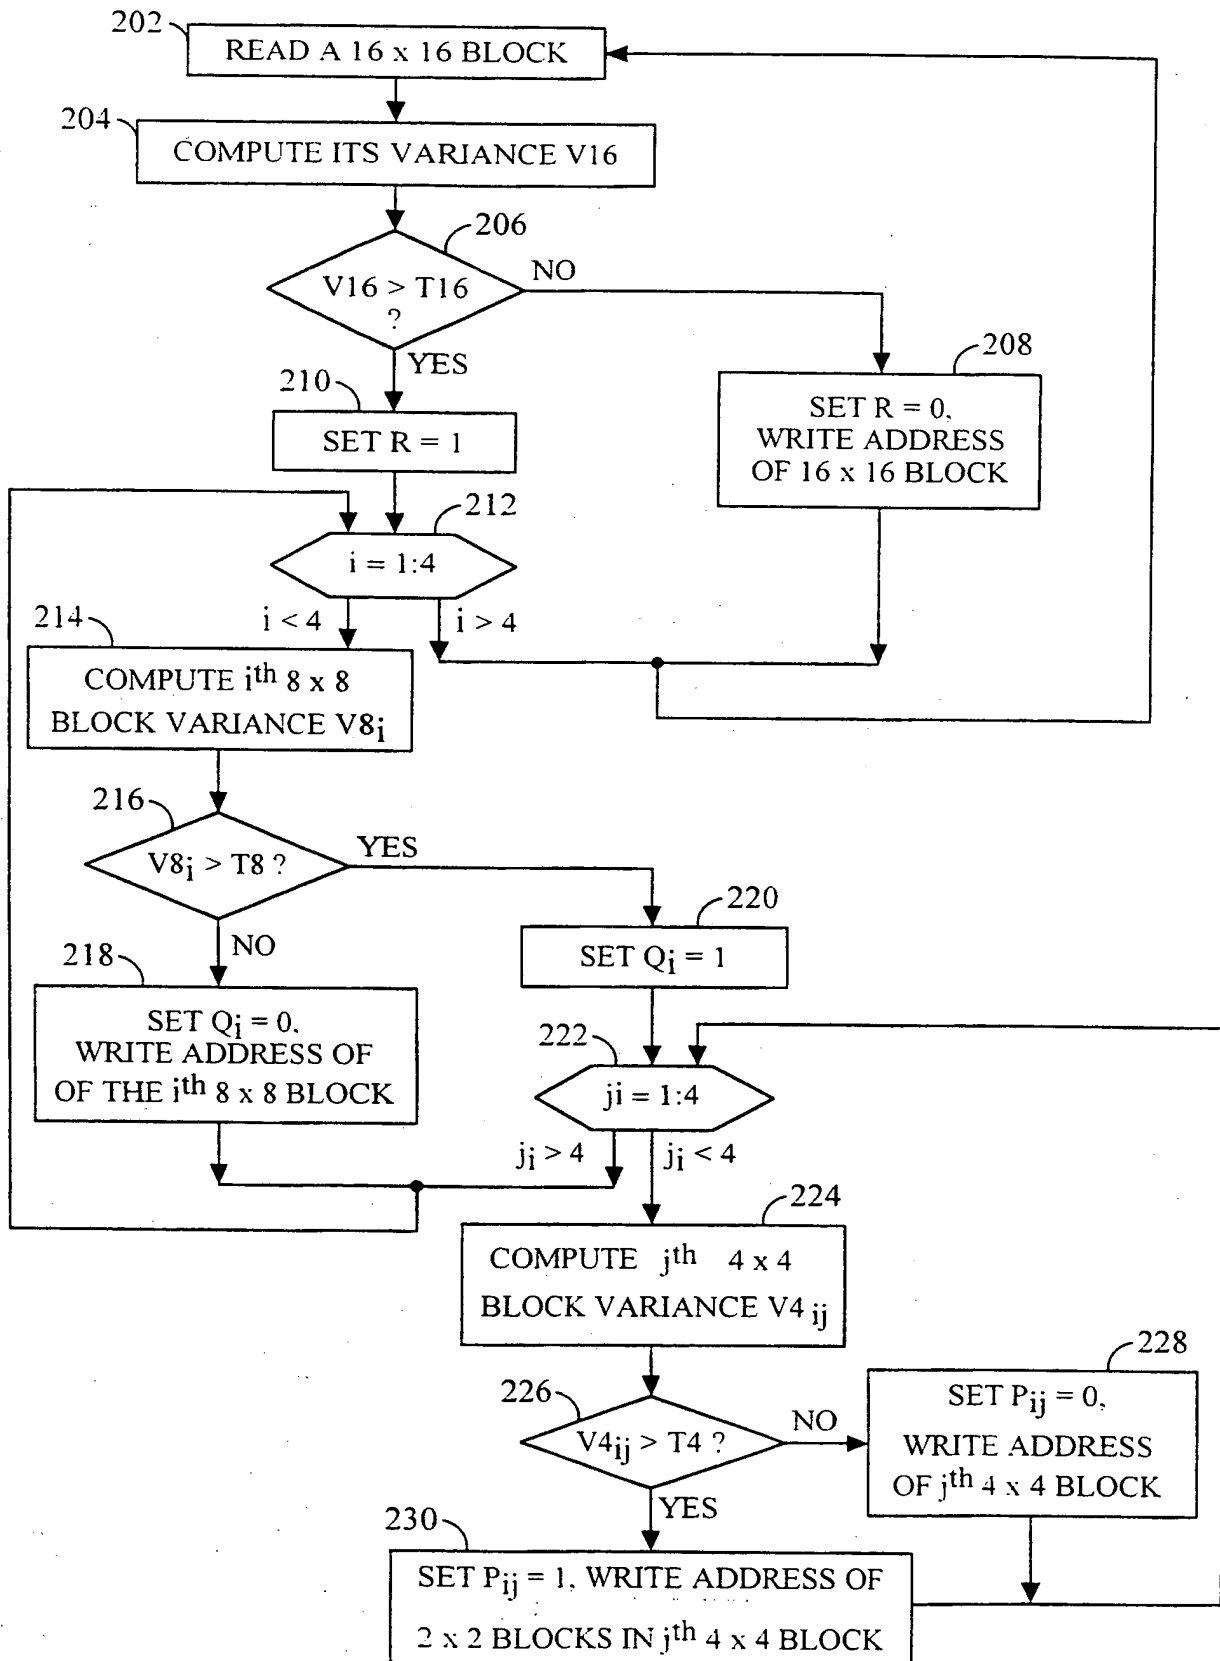 202
READ A 16 x 16 BLOCK
204
COMPUTE ITS VARIANCE V16
206
V16 > T16
?
NO
YES
208
SET R = 0,
WRITE ADDRESS
OF 16 x 16 BLOCK
210
SET R = 1
212
i = 1:4
i < 4
i > 4
214
COMPUTE ith 8 x 8
BLOCK VARIANCE V8i
216
V8i > T8 ?
YES
NO
218
SET Qi = 0,
WRITE ADDRESS OF
OF THE ith 8 x 8 BLOCK
220
SET Qi = 1
222
ji = 1:4
ji > 4
ji < 4
224
COMPUTE jth 4 x 4
BLOCK VARIANCE V4 ij
226
V4ij > T4 ?
NO
YES
228
SET Pij = 0,
WRITE ADDRESS
OF jth 4 x 4 BLOCK
230
SET Pij = 1, WRITE ADDRESS OF
2 x 2 BLOCKS IN jth 4 x 4 BLOCK